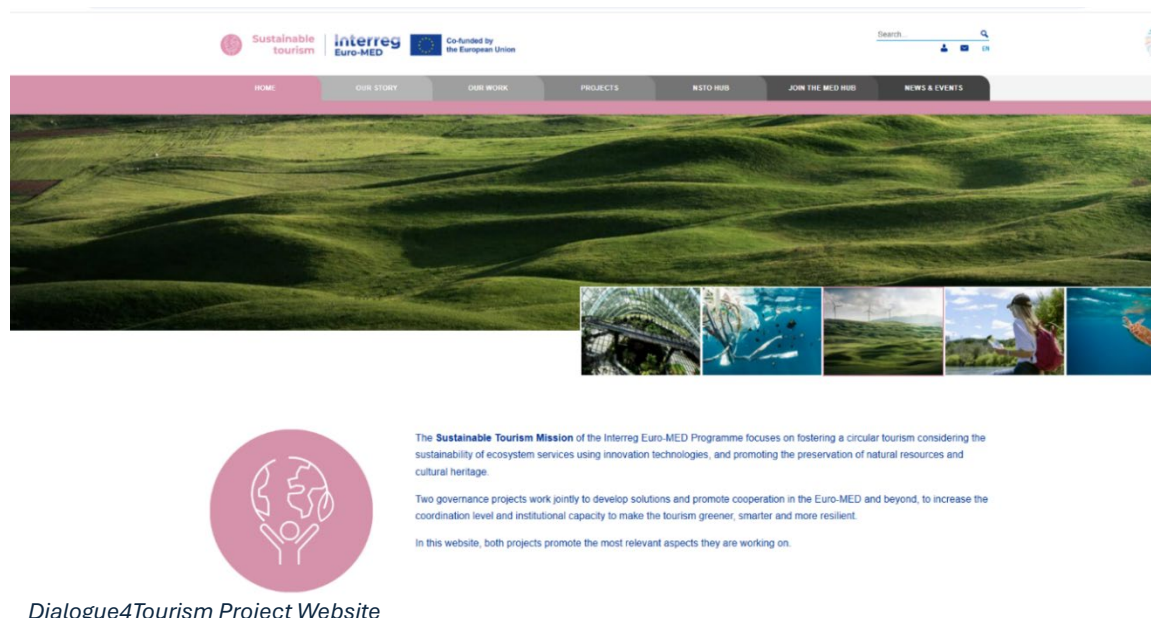 Sustainable
tourism
Interreg
Euro-MED
Co-funded by
the European Union
Search...
EN
HOME
OUR STORY
OUR WORK
PROJECTS
NSTO HUB
JOIN THE MED HUB
NEWS & EVENTS
The Sustainable Tourism Mission of the Interreg Euro-MED Programme focuses on fostering a circular tourism considering the
sustainability of ecosystem services using innovation technologies, and promoting the preservation of natural resources and
cultural heritage.
Two governance projects work jointly to develop solutions and promote cooperation in the Euro-MED and beyond, to increase the
coordination level and institutional capacity to make the tourism greener, smarter and more resilient.
In this website, both projects promote the most relevant aspects they are working on.
Dialogue4Tourism Project Website